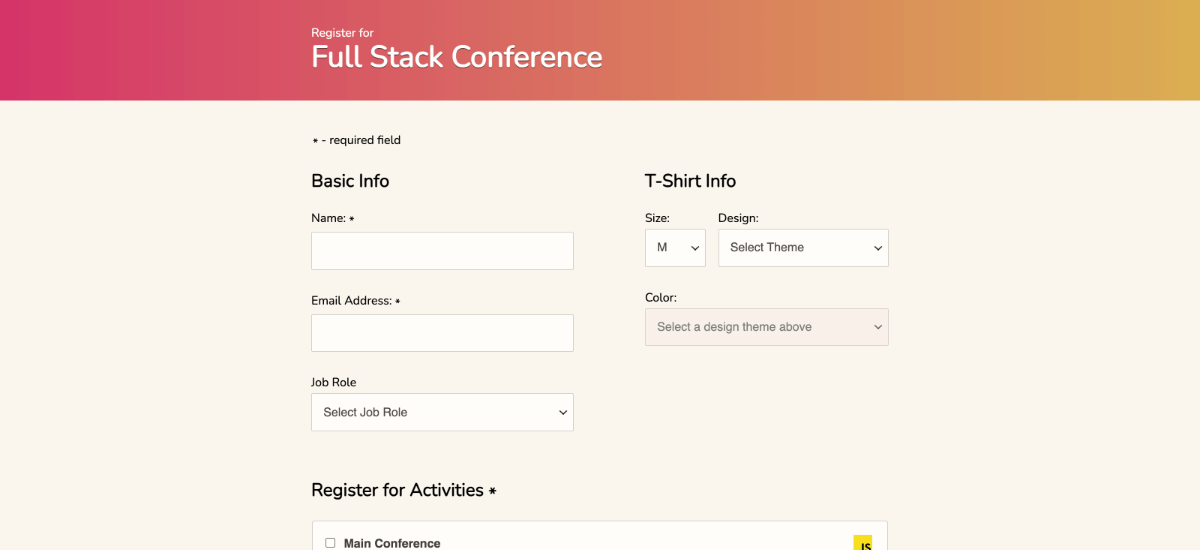 Register for
Full Stack Conference
* - required field
Basic Info
Name: *
Email Address: *
Job Role
Select Job Role
T-Shirt Info
Size:
Design:
M
Select Theme
Color:
Select a design theme above
Register for Activities *
Main Conference
JS